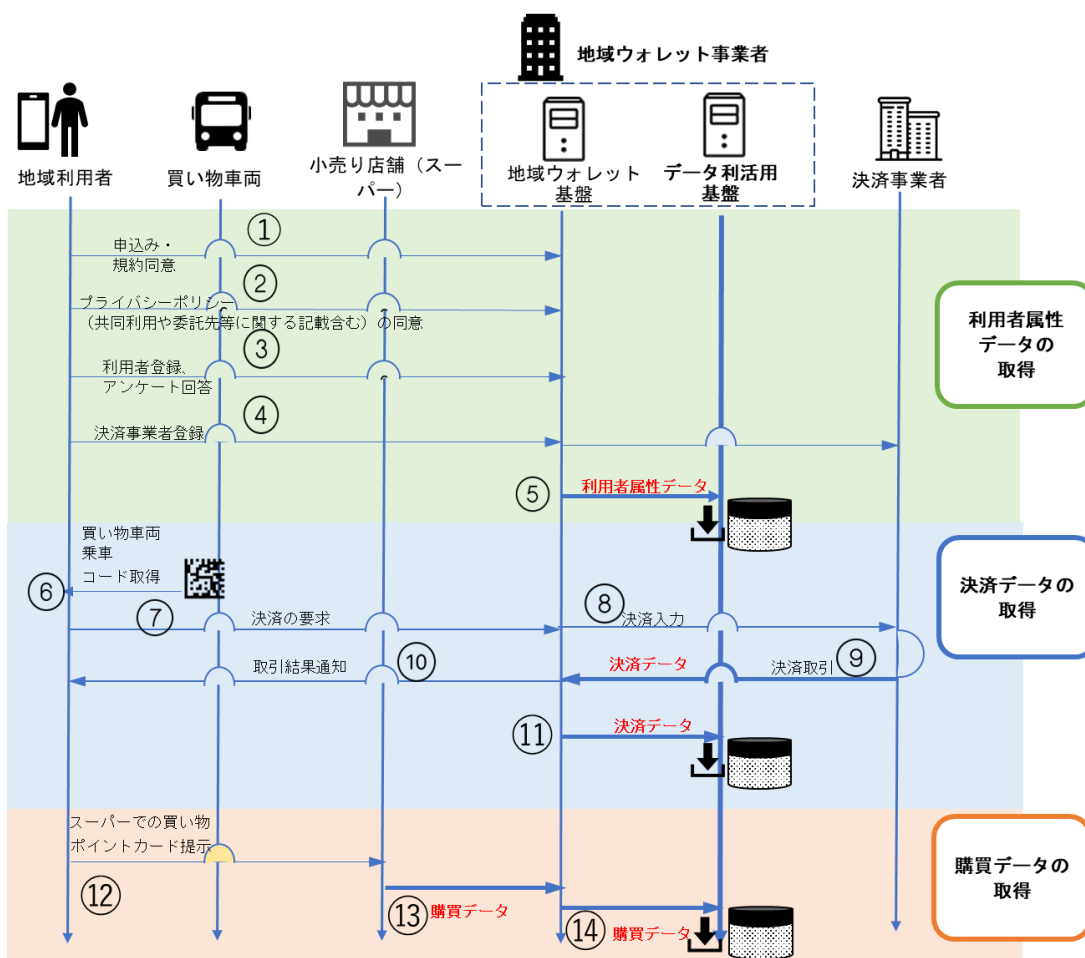 地域ウォレット事業者
地域利用者
買い物車両
小売り店舗（スー
パー）
地域ウォレット
基盤
データ利活用
基盤
決済事業者
①
申込み・
規約同意
②
プライバシーポリシー
（共同利用や委託先等に関する記載含む）の同意
③
利用者登録、
アンケート回答
④
決済事業者登録
利用者属性
データの
取得
⑤
利用者属性データ
買い物車両
乗車
コード取得
⑥
⑦
決済の要求
⑧
決済入力
決済データの
取得
取引結果通知
⑩
決済データ
決済取引
⑨
⑪
決済データ
スーパーでの買い物
ポイントカード提示
⑫
⑬
購買データ
⑭
購買データ
購買データの
取得